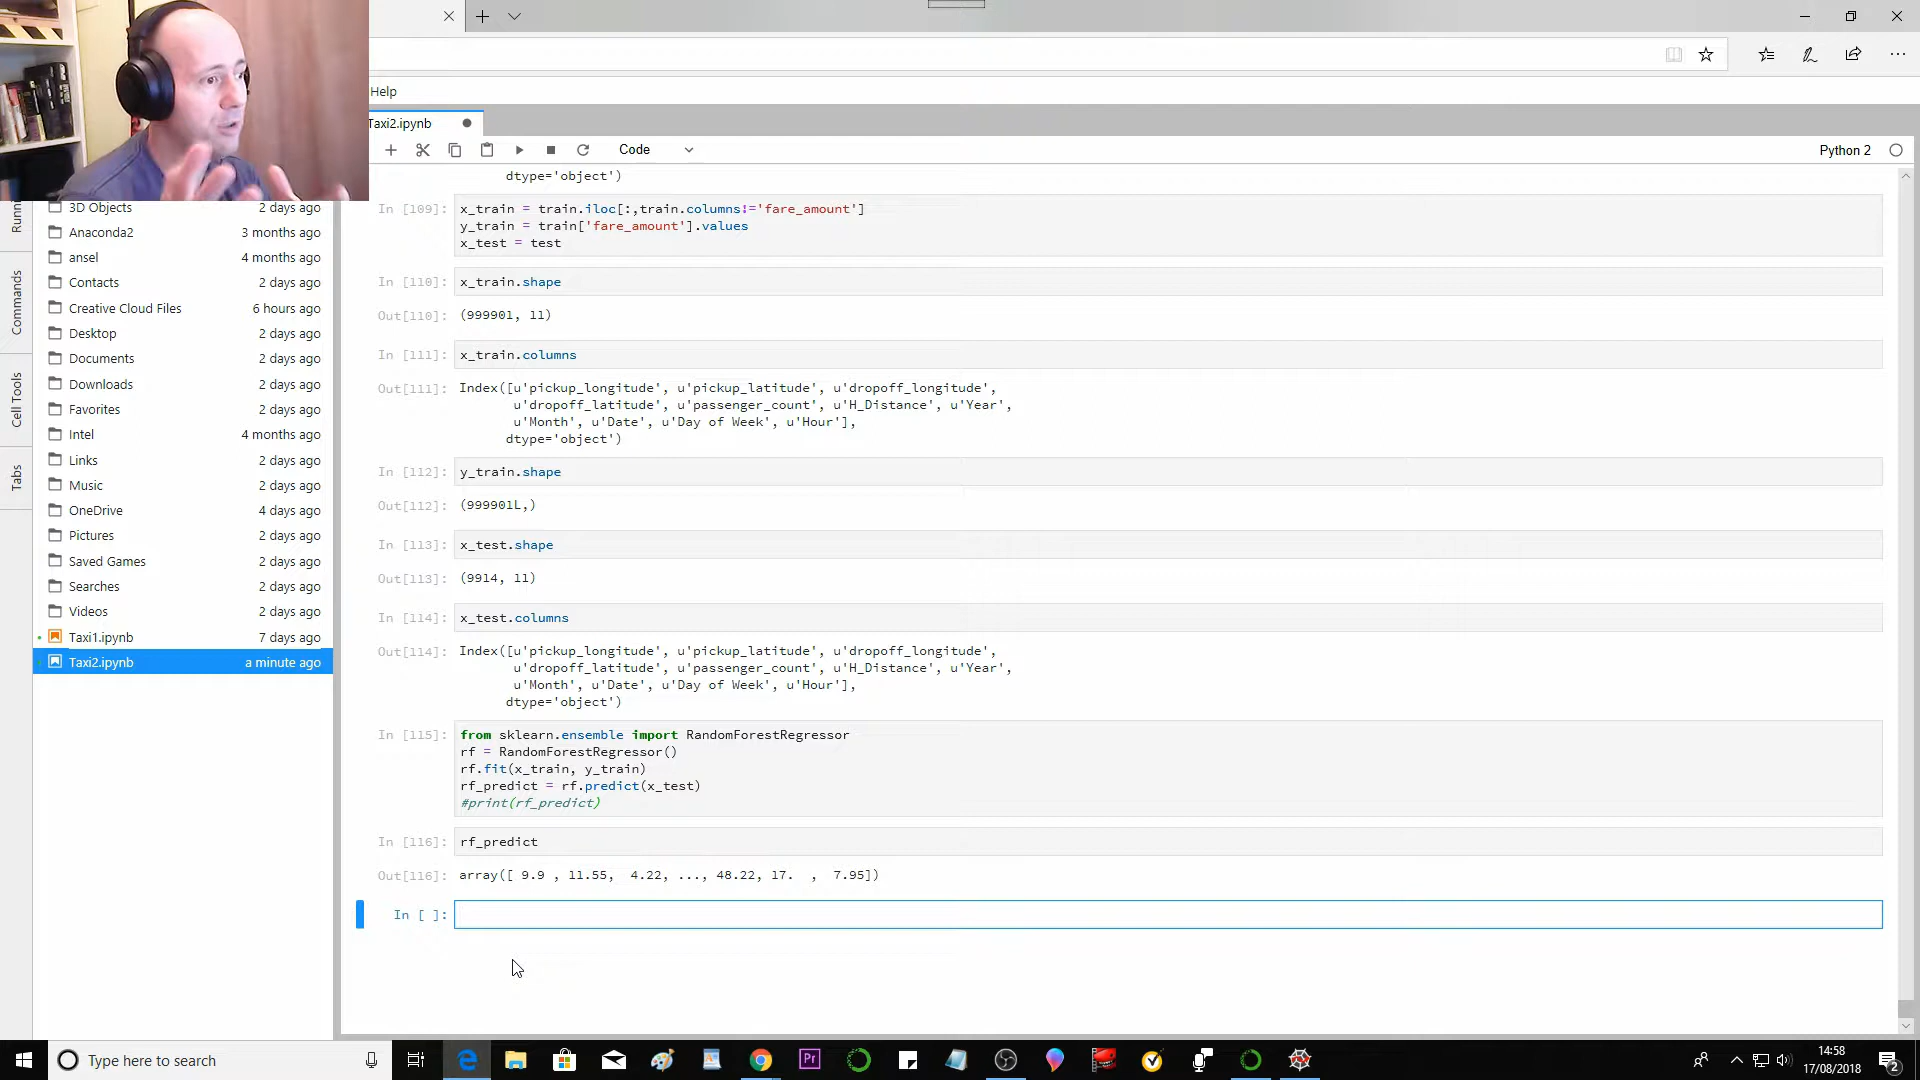 Help
Taxi2.ipynb
Code
Python 2
dtype='object')
In [109]:
x_train = train.iloc[:,train.columns!='fare_amount']
y_train = train['fare_amount'].values
x_test = test
In [110]:
x_train.shape
Out[110]:
(999901, 11)
In [111]:
x_train.columns
Out[111]:
Index([u'pickup_longitude', u'pickup_latitude', u'dropoff_longitude',
u'dropoff_latitude', u'passenger_count', u'H_Distance', u'Year',
u'Month', u'Date', u'Day of Week', u'Hour'],
dtype='object')
In [112]:
y_train.shape
Out[112]:
(999901L,)
In [113]:
x_test.shape
Out[113]:
(9914, 11)
In [114]:
x_test.columns
Out[114]:
Index([u'pickup_longitude', u'pickup_latitude', u'dropoff_longitude',
u'dropoff_latitude', u'passenger_count', u'H_Distance', u'Year',
u'Month', u'Date', u'Day of Week', u'Hour'],
dtype='object')
In [115]:
from sklearn.ensemble import RandomForestRegressor
rf = RandomForestRegressor()
rf.fit(x_train, y_train)
rf_predict = rf.predict(x_test)
#print(rf_predict)
In [116]:
rf_predict
Out[116]:
array([ 9.9 , 11.55,  4.22, ..., 48.22, 17.  ,  7.95])
In [ ]:
Runn
Commands
Cell Tools
Tabs
3D Objects 2 days ago
Anaconda2 3 months ago
ansel 4 months ago
Contacts 2 days ago
Creative Cloud Files 6 hours ago
Desktop 2 days ago
Documents 2 days ago
Downloads 2 days ago
Favorites 2 days ago
Intel 4 months ago
Links 2 days ago
Music 2 days ago
OneDrive 4 days ago
Pictures 2 days ago
Saved Games 2 days ago
Searches 2 days ago
Videos 2 days ago
Taxi1.ipynb 7 days ago
Taxi2.ipynb a minute ago
Type here to search
Pr
14:58
17/08/2018
2